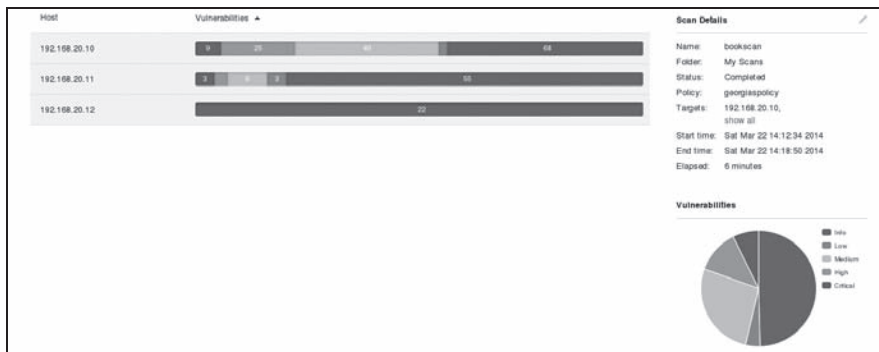 Host Vulnerabilities
192.168.20.10 9 25 68
192.168.20.11 3 3 55
192.168.20.12 22
Scan Details
Name: bookscan
Folder: My Scans
Status: Completed
Policy: georgiaspolicy
Targets: 192.168.20.10,
show all
Start time: Sat Mar 22 14:12:34 2014
End time: Sat Mar 22 14:18:50 2014
Elapsed: 6 minutes
Vulnerabilities
Info
Low
Medium
High
Critical